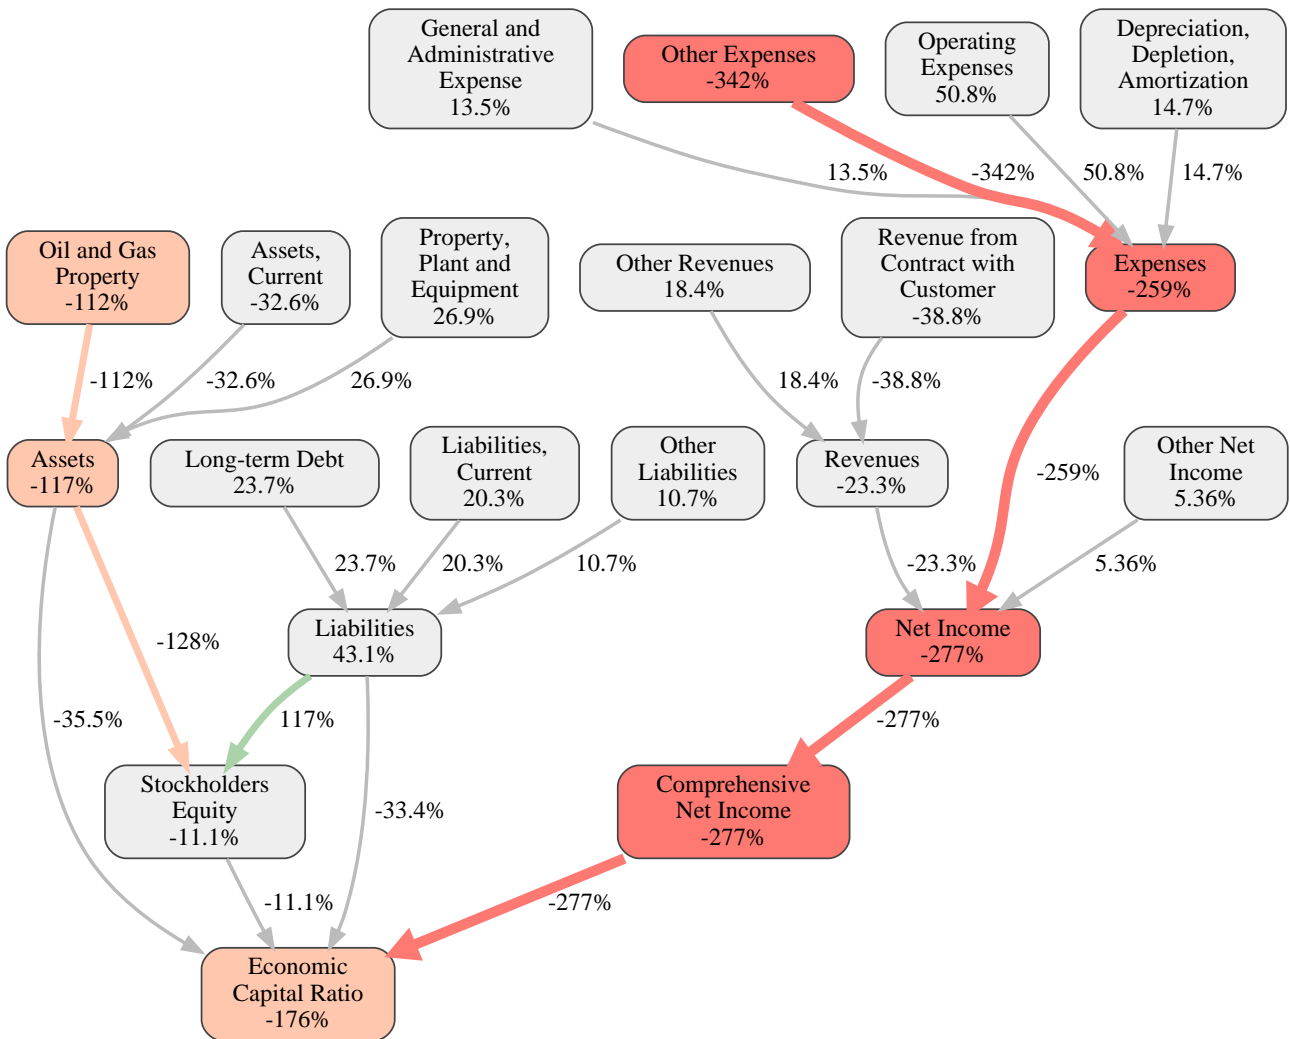 General and
Administrative
Expense
13.5%
Other Expenses
-342%
Operating
Expenses
50.8%
Depreciation,
Depletion,
Amortization
14.7%
13.5%
-342%
50.8%
14.7%
Oil and Gas
Property
-112%
Assets,
Current
-32.6%
Property,
Plant and
Equipment
26.9%
Other Revenues
18.4%
Revenue from
Contract with
Customer
-38.8%
Expenses
-259%
-112%
-32.6%
26.9%
18.4%
-38.8%
Assets
-117%
Long-term Debt
23.7%
Liabilities,
Current
20.3%
Other
Liabilities
10.7%
Revenues
-23.3%
-259%
Other Net
Income
5.36%
23.7%
20.3%
10.7%
-23.3%
5.36%
-128%
Liabilities
43.1%
Net Income
-277%
-35.5%
117%
-277%
Stockholders
Equity
-11.1%
-33.4%
Comprehensive
Net Income
-277%
-11.1%
-277%
Economic
Capital Ratio
-176%